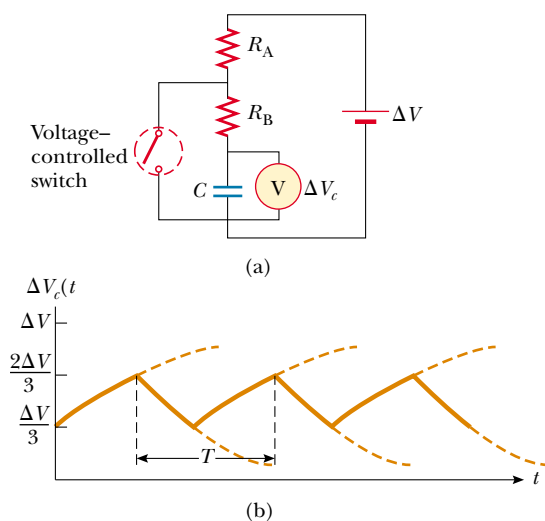 R_A
R_B
ΔV
Voltage–
controlled
switch
C
V
ΔV_c
(a)
ΔV_c(t
ΔV
2ΔV
3
ΔV
3
T
t
(b)